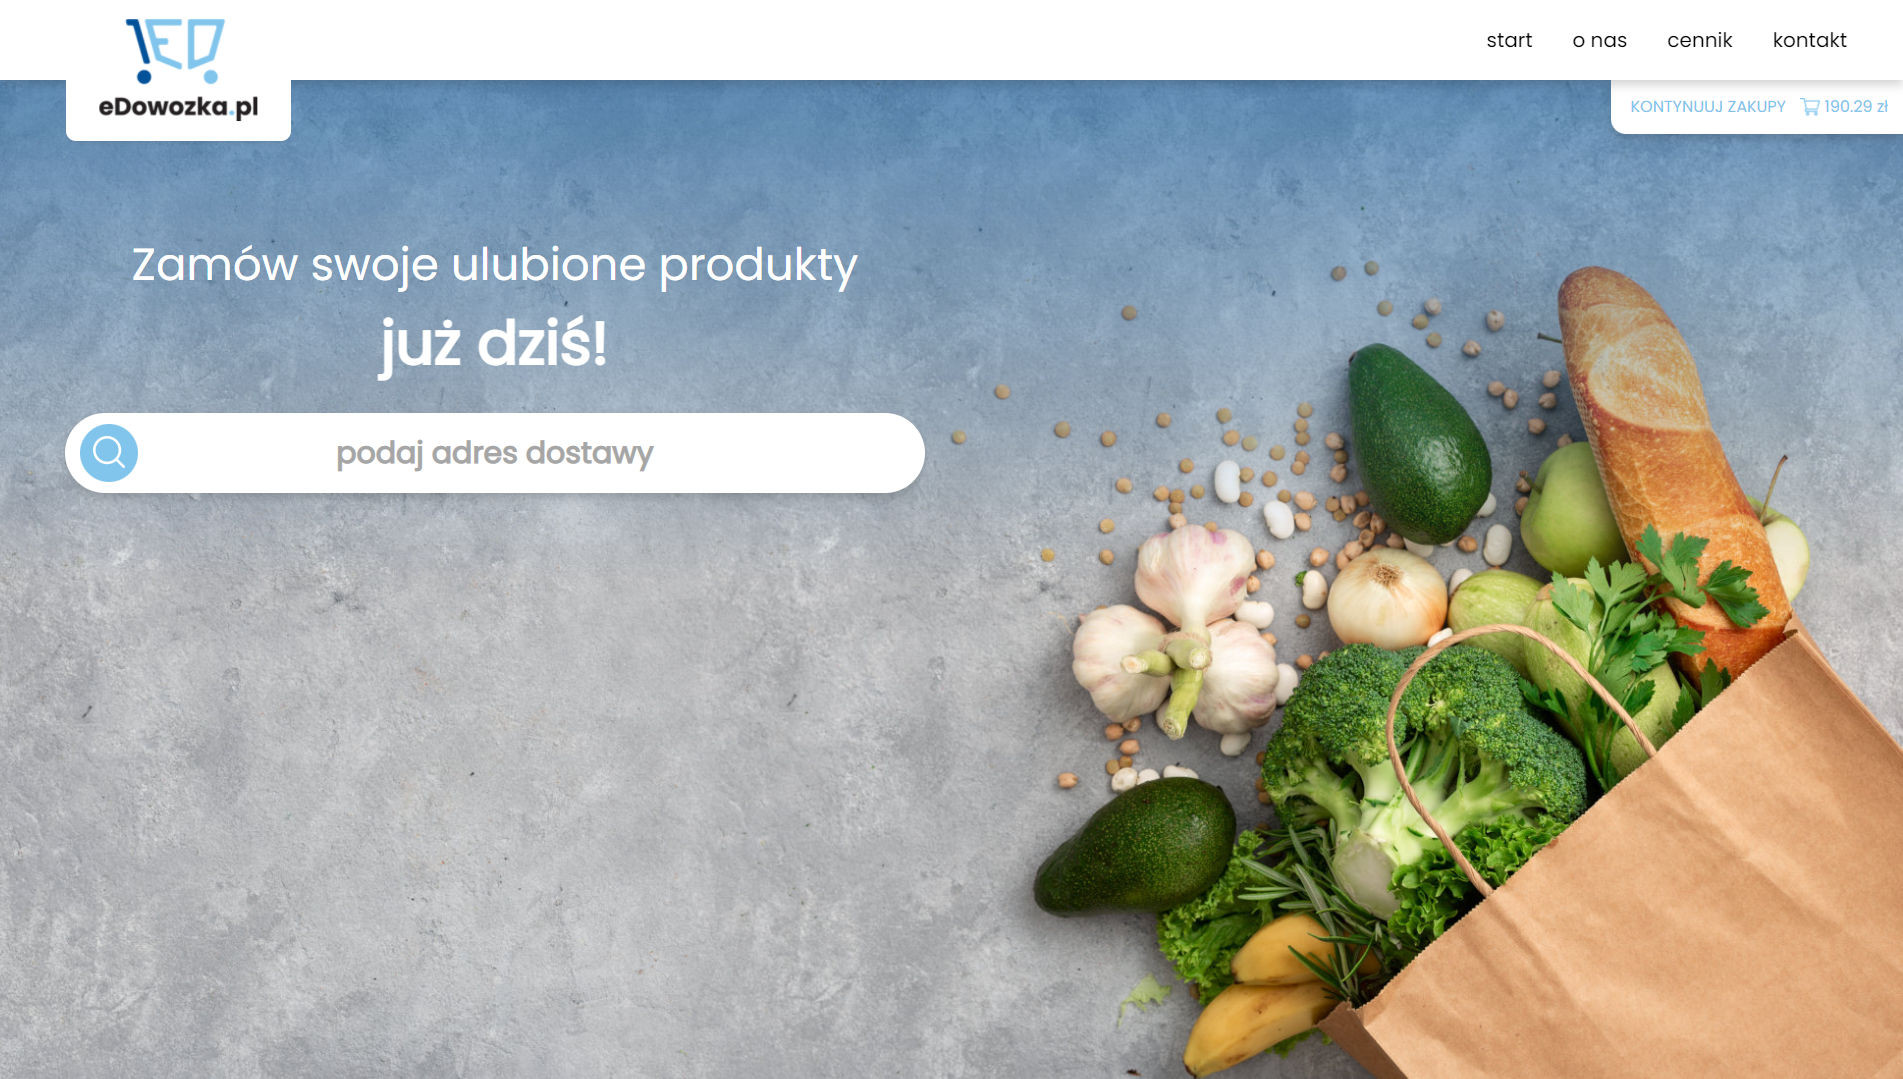 start o nas cennik kontakt
eDowozka.pl
KONTYNUUJ ZAKUPY 190.29 zł
Zamów swoje ulubione produkty
już dziś!
podaj adres dostawy